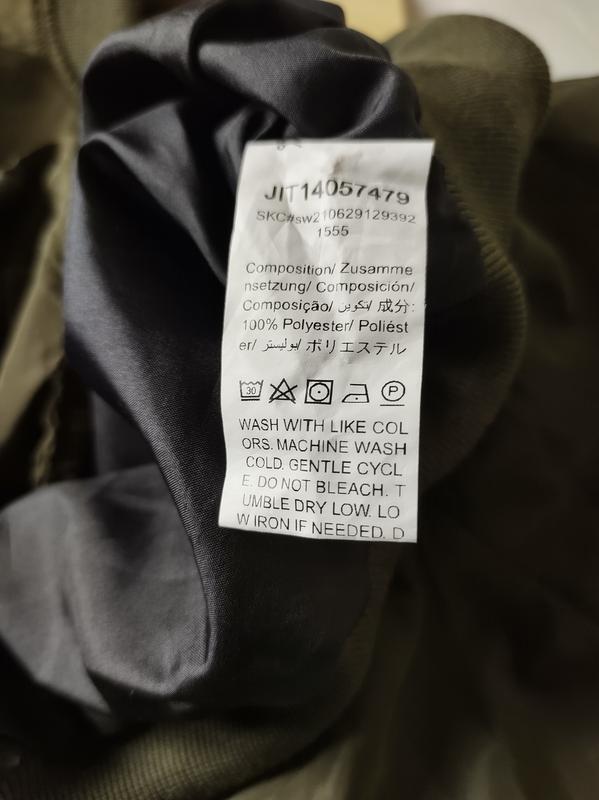 JIT14057479
SKC#sw210629129392
1555
Composition/ Zusamme
nsetzung/ Composición/
Composição/ تكوين/ 成分:
100% Polyester/ Poliést
er/ بوليستر/ ポリエステル
30
P
WASH WITH LIKE COL
ORS. MACHINE WASH
COLD. GENTLE CYCL
E. DO NOT BLEACH. T
UMBLE DRY LOW. LO
W IRON IF NEEDED. D